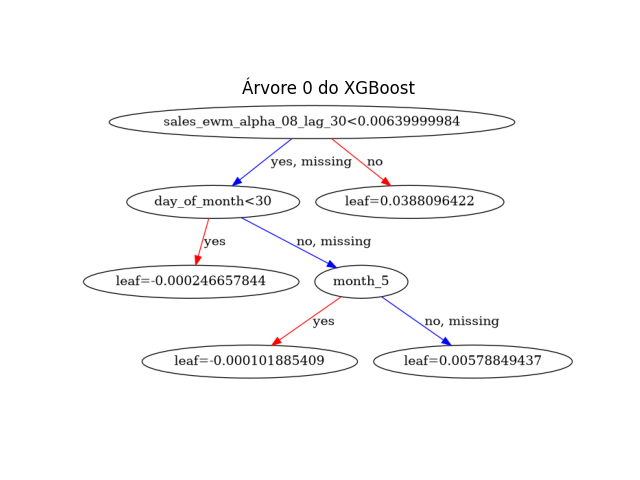 Árvore 0 do XGBoost
sales_ewm_alpha_08_lag_30<0.00639999984
yes, missing
no
day_of_month<30
leaf=0.0388096422
yes
no, missing
leaf=-0.000246657844
month_5
yes
no, missing
leaf=-0.000101885409
leaf=0.00578849437